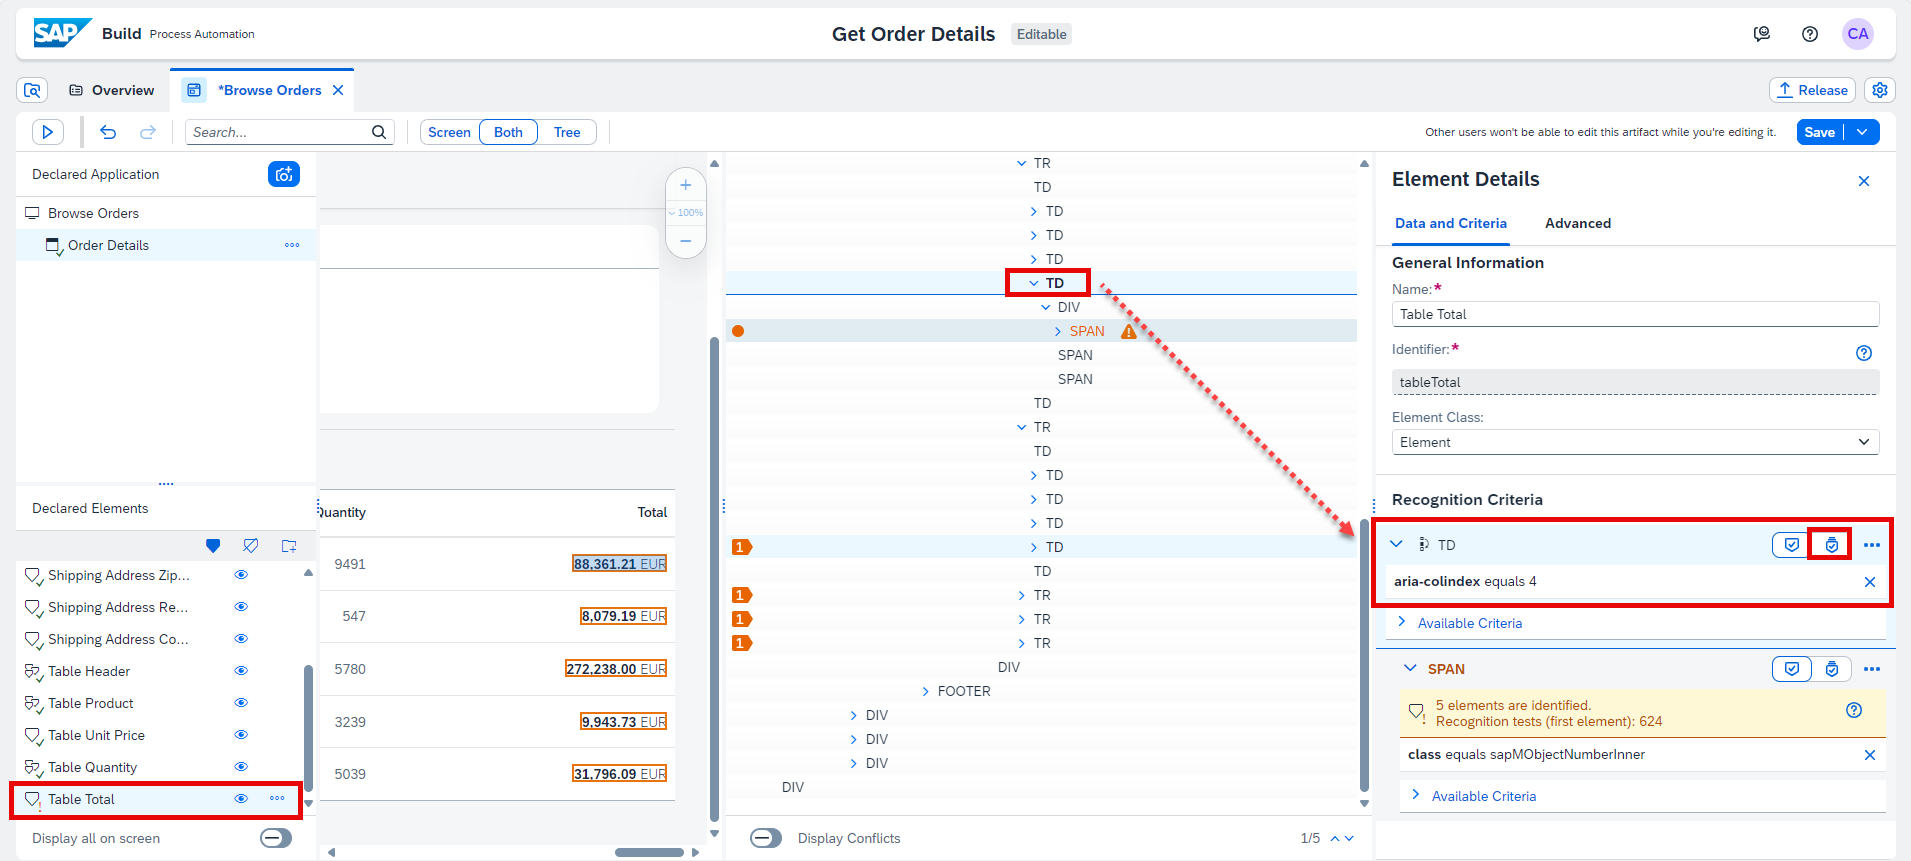 SAP Build Process Automation
Get Order Details Editable
CA
Overview
*Browse Orders
Release
Search...
Screen Both Tree
Other users won't be able to edit this artifact while you're editing it.
Save
Declared Application
Browse Orders
Order Details
Declared Elements
Shipping Address Zip...
Shipping Address Re...
Shipping Address Co...
Table Header
Table Product
Table Unit Price
Table Quantity
Table Total
Display all on screen
100%
Quantity Total
9491 88,361.21 EUR
547 8,079.19 EUR
5780 272,238.00 EUR
3239 9,943.73 EUR
5039 31,796.09 EUR
TR
TD
TD
TD
TD
TD
DIV
SPAN
SPAN
SPAN
TD
TR
TD
TD
TD
TD
1 TD
TD
1 TR
1 TR
1 TR
DIV
FOOTER
DIV
DIV
DIV
DIV
Display Conflicts
1/5
Element Details
Data and Criteria Advanced
General Information
Name:*
Table Total
Identifier:*
tableTotal
Element Class:
Element
Recognition Criteria
TD
aria-colindex equals 4
Available Criteria
SPAN
5 elements are identified.
Recognition tests (first element): 624
class equals sapMObjectNumberInner
Available Criteria